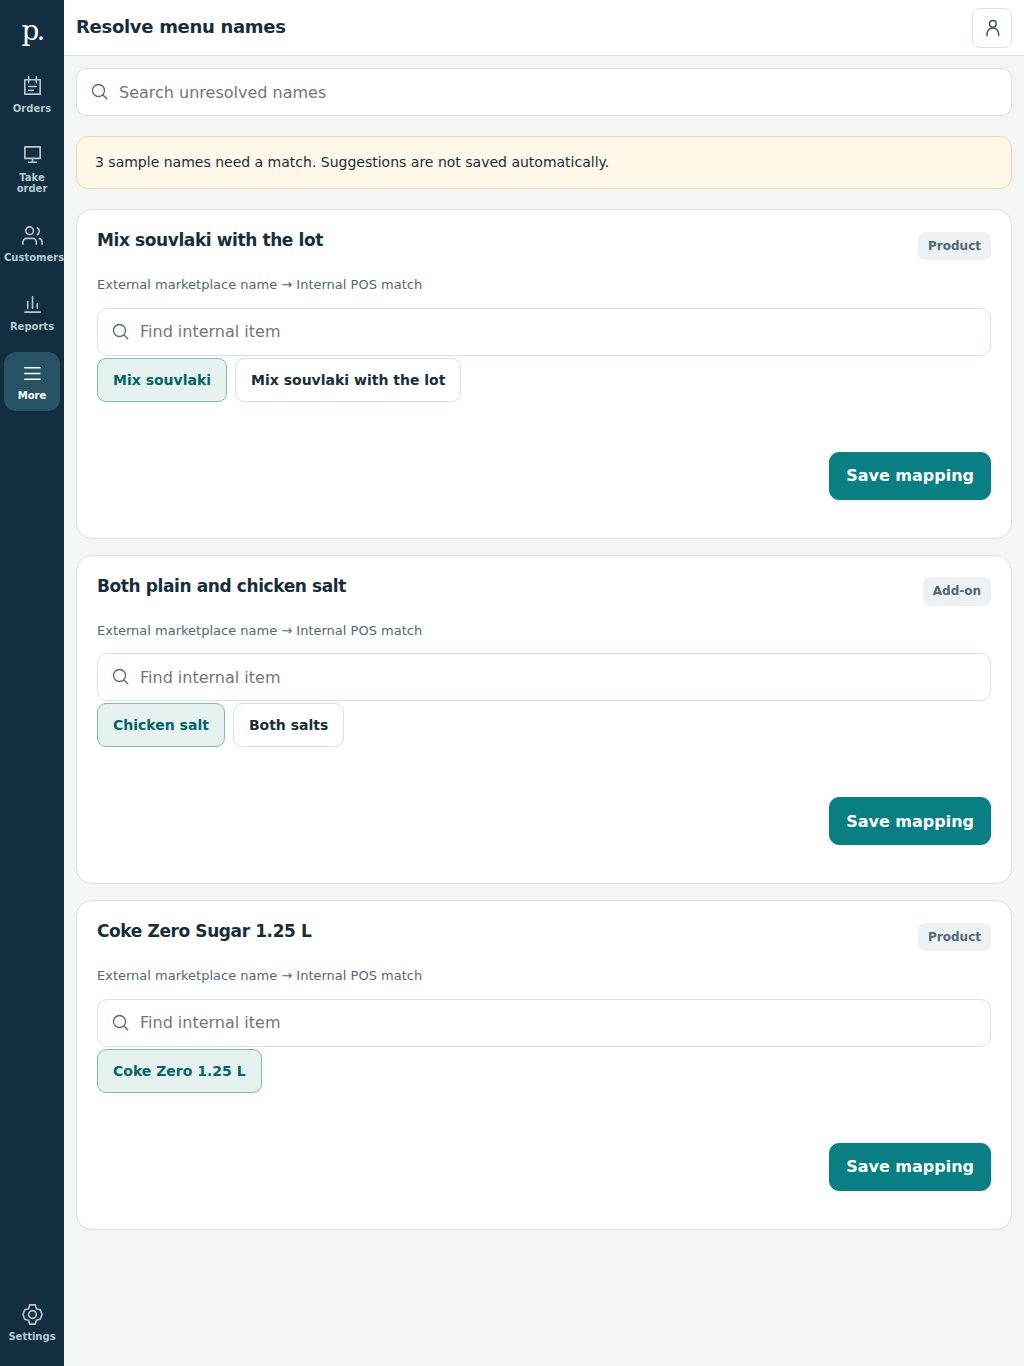 p.
Resolve menu names
Orders
Take
order
Customers
Reports
More
Settings
Search unresolved names
3 sample names need a match. Suggestions are not saved automatically.
Mix souvlaki with the lot
Product
External marketplace name → Internal POS match
Find internal item
Mix souvlaki
Mix souvlaki with the lot
Save mapping
Both plain and chicken salt
Add-on
External marketplace name → Internal POS match
Find internal item
Chicken salt
Both salts
Save mapping
Coke Zero Sugar 1.25 L
Product
External marketplace name → Internal POS match
Find internal item
Coke Zero 1.25 L
Save mapping